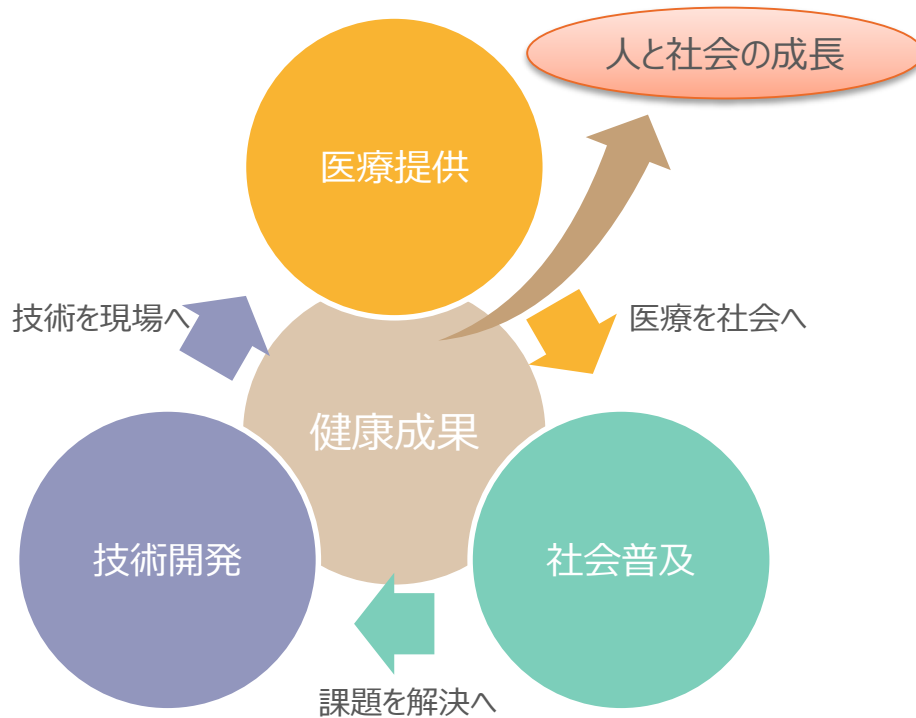 人と社会の成長
医療提供
技術を現場へ
医療を社会へ
健康成果
技術開発
社会普及
課題を解決へ